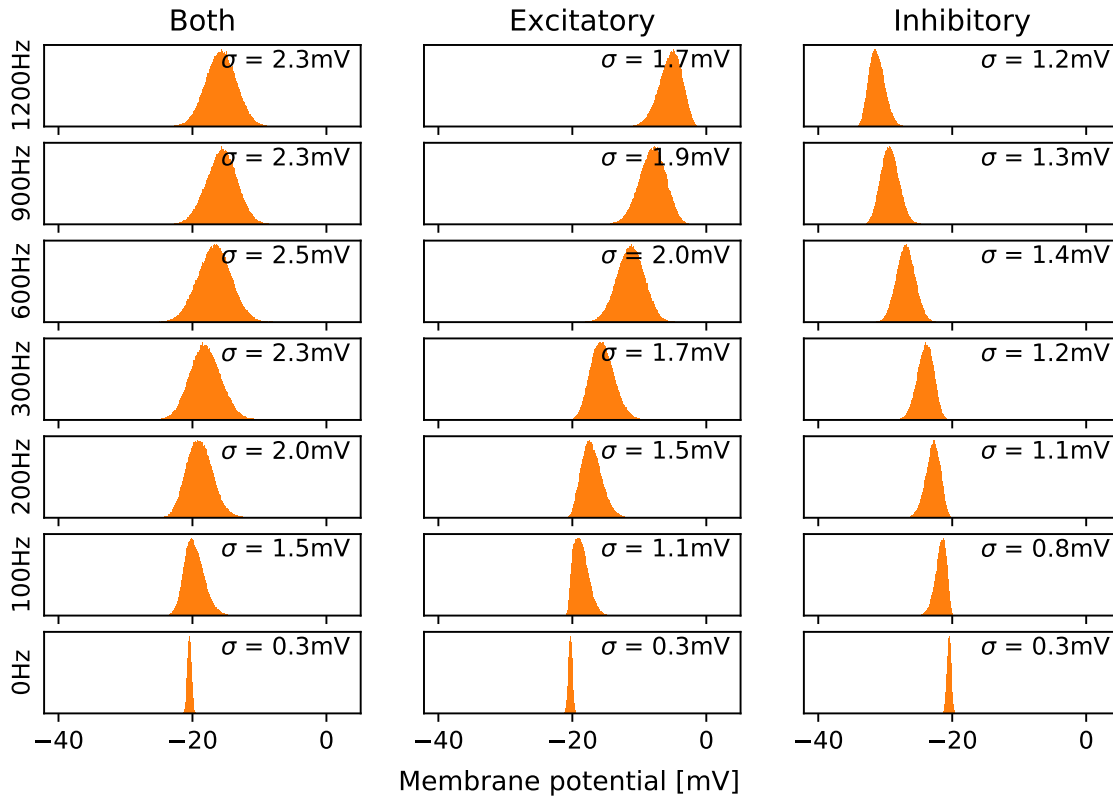 Both Excitatory Inhibitory
1200Hz σ = 2.3mV σ = 1.7mV σ = 1.2mV
900Hz σ = 2.3mV σ = 1.9mV σ = 1.3mV
600Hz σ = 2.5mV σ = 2.0mV σ = 1.4mV
300Hz σ = 2.3mV σ = 1.7mV σ = 1.2mV
200Hz σ = 2.0mV σ = 1.5mV σ = 1.1mV
100Hz σ = 1.5mV σ = 1.1mV σ = 0.8mV
0Hz σ = 0.3mV σ = 0.3mV σ = 0.3mV
−40 −20 0 −40 −20 0 −40 −20 0
Membrane potential [mV]